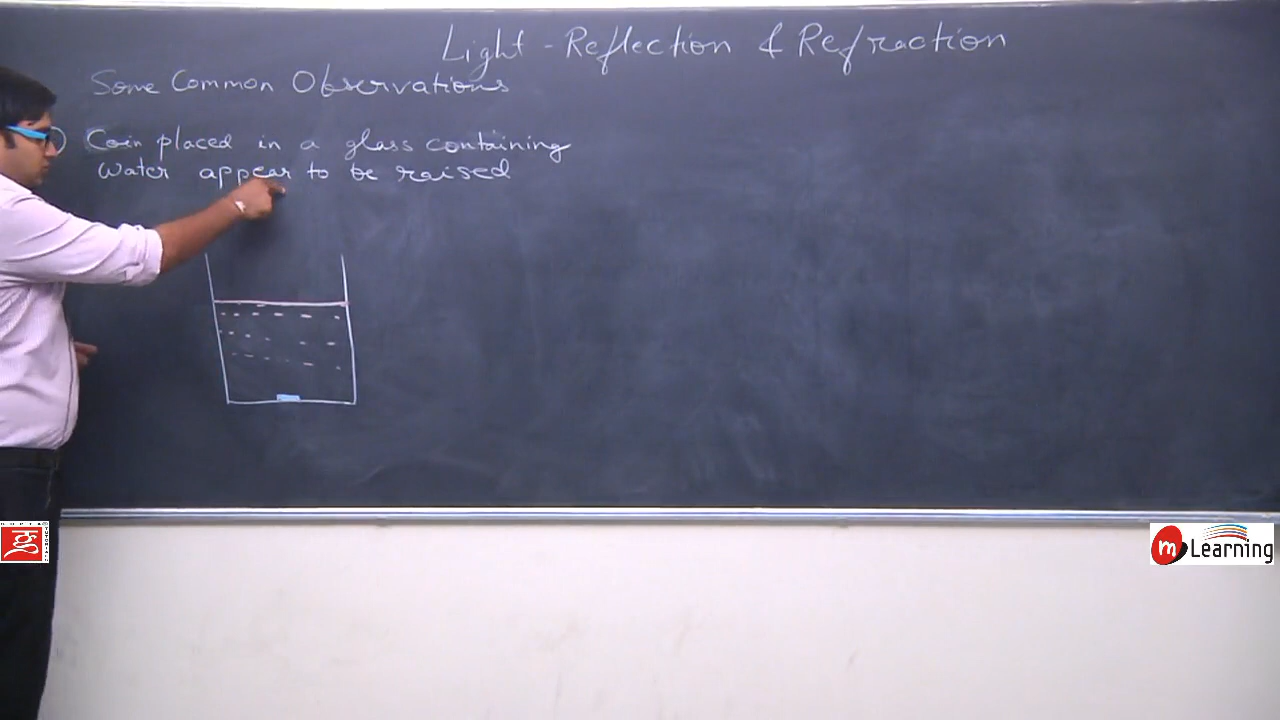 Light - Reflection & Refraction
Some Common Observations
) Coin placed in a glass containing
Water appear to be raised
m Learning